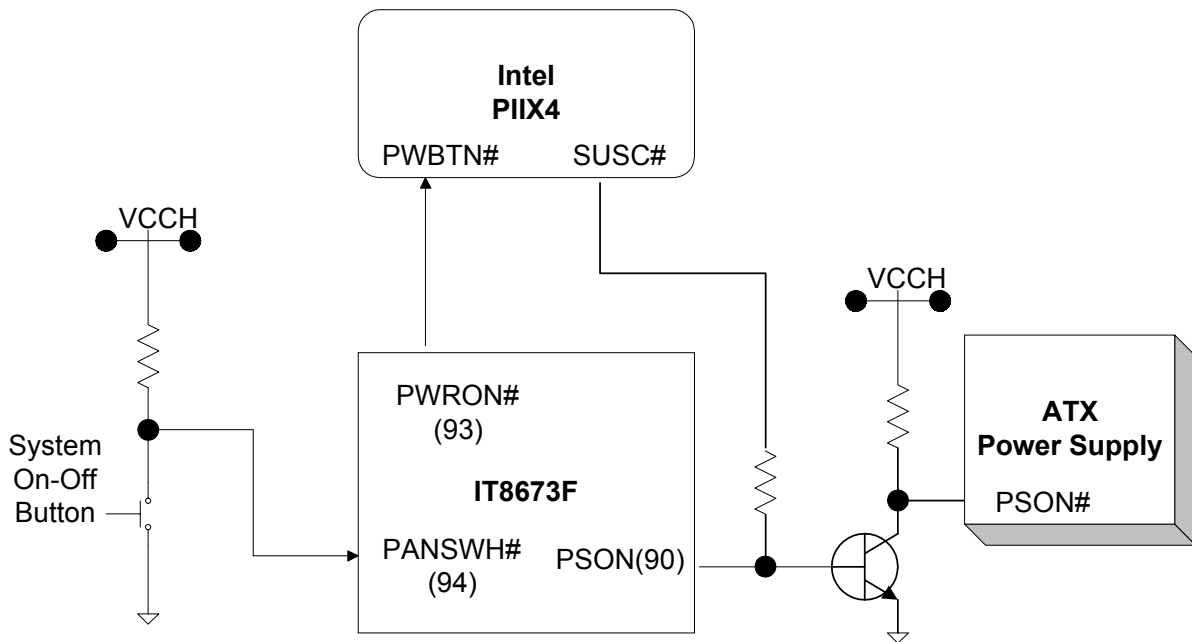 Intel
PIIX4
PWBTN#
SUSC#
VCCH
VCCH
PWRON#
(93)
System
On-Off
Button
IT8673F
PANSWH#
(94)
PSON(90)
ATX
Power Supply
PSON#